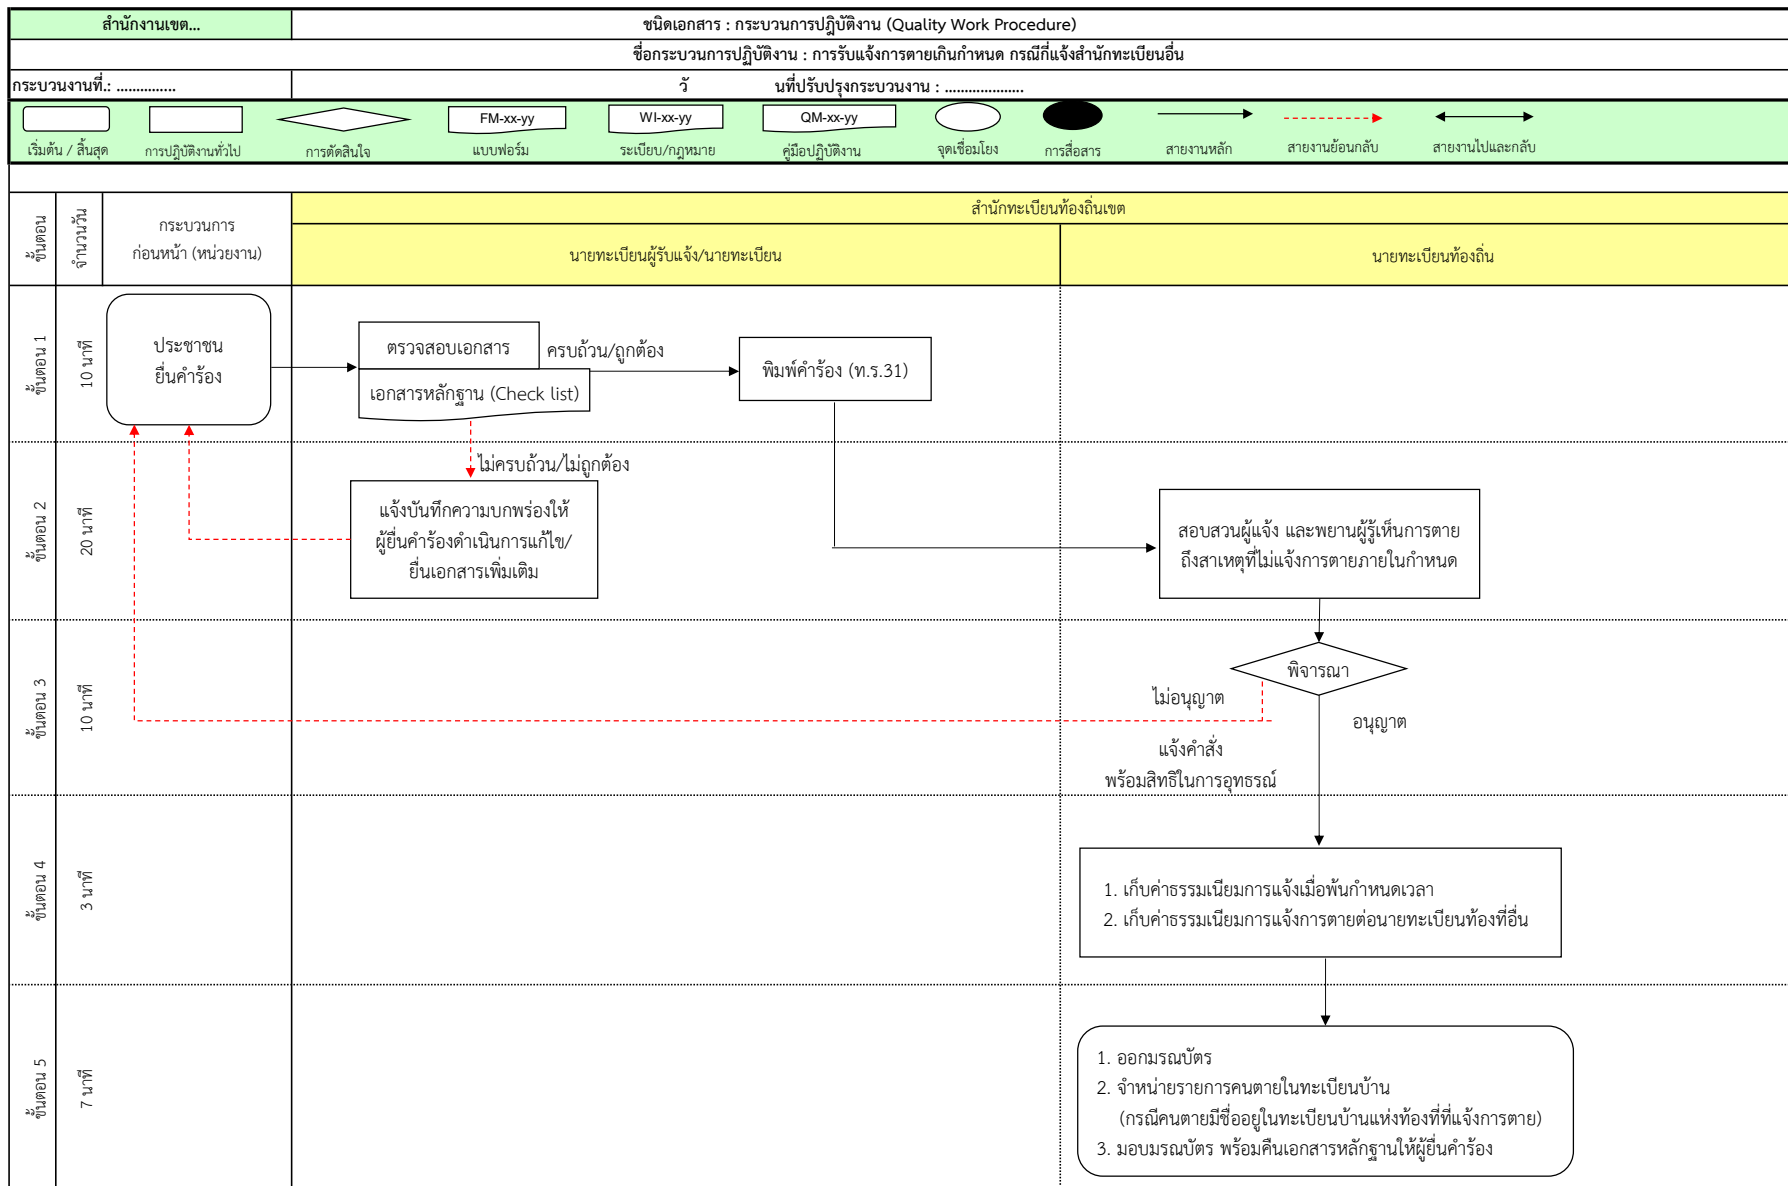 สำนักงานเขต...
ชนิดเอกสาร : กระบวนการปฏิบัติงาน (Quality Work Procedure)
ชื่อกระบวนการปฏิบัติงาน : การรับแจ้งการตายเกินกำหนด กรณีกี่แจ้งสำนักทะเบียนอื่น
กระบวนงานที่.: ...............
วั นที่ปรับปรุงกระบวนงาน : ....................
FM-xx-yy
WI-xx-yy
QM-xx-yy
เริ่มต้น / สิ้นสุด
การปฏิบัติงานทั่วไป
การตัดสินใจ
แบบฟอร์ม
ระเบียบ/กฎหมาย
คู่มือปฏิบัติงาน
จุดเชื่อมโยง
การสื่อสาร
สายงานหลัก
สายงานย้อนกลับ
สายงานไปและกลับ
ขั้นตอน
จำนวนวัน
กระบวนการ
ก่อนหน้า (หน่วยงาน)
สำนักทะเบียนท้องถิ่นเขต
นายทะเบียนผู้รับแจ้ง/นายทะเบียน
นายทะเบียนท้องถิ่น
ขั้นตอน 1
10 นาที
ประชาชน
ยื่นคำร้อง
ตรวจสอบเอกสาร
เอกสารหลักฐาน (Check list)
ครบถ้วน/ถูกต้อง
พิมพ์คำร้อง (ท.ร.31)
ขั้นตอน 2
20 นาที
ไม่ครบถ้วน/ไม่ถูกต้อง
แจ้งบันทึกความบกพร่องให้
ผู้ยื่นคำร้องดำเนินการแก้ไข/
ยื่นเอกสารเพิ่มเติม
สอบสวนผู้แจ้ง และพยานผู้รู้เห็นการตาย
ถึงสาเหตุที่ไม่แจ้งการตายภายในกำหนด
ขั้นตอน 3
10 นาที
พิจารณา
ไม่อนุญาต
อนุญาต
แจ้งคำสั่ง
พร้อมสิทธิในการอุทธรณ์
ขั้นตอน 4
3 นาที
1. เก็บค่าธรรมเนียมการแจ้งเมื่อพ้นกำหนดเวลา
2. เก็บค่าธรรมเนียมการแจ้งการตายต่อนายทะเบียนท้องที่อื่น
ขั้นตอน 5
7 นาที
1. ออกมรณบัตร
2. จำหน่ายรายการคนตายในทะเบียนบ้าน
(กรณีคนตายมีชื่ออยู่ในทะเบียนบ้านแห่งท้องที่ที่แจ้งการตาย)
3. มอบมรณบัตร พร้อมคืนเอกสารหลักฐานให้ผู้ยื่นคำร้อง